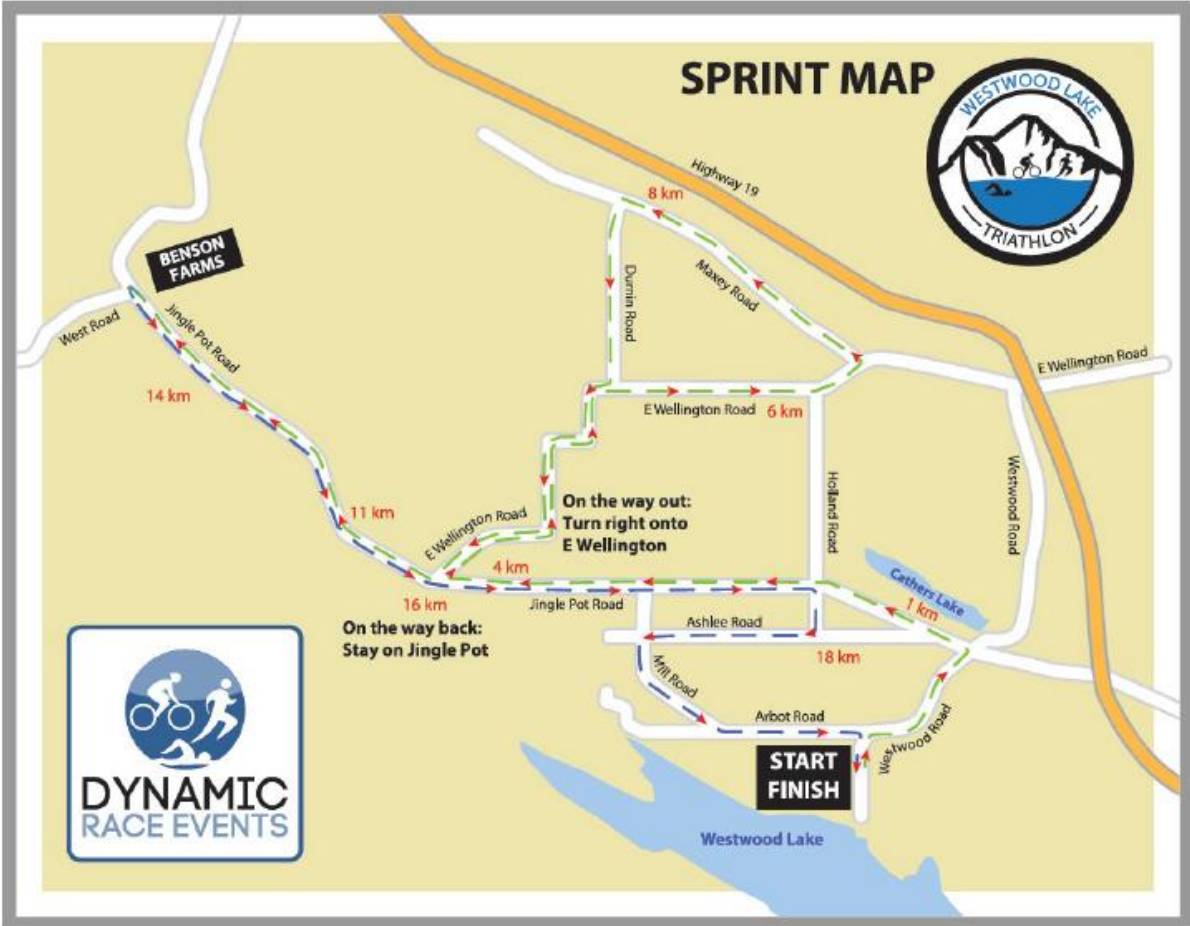 SPRINT MAP
WESTWOOD LAKE
TRIATHLON
Highway 19
8 km
BENSON
FARMS
Durnin Road
Maxey Road
West Road
Jingle Pot Road
E Wellington Road
14 km
E Wellington Road
6 km
Holland Road
Westwood Road
11 km
E Wellington Road
On the way out:
Turn right onto
E Wellington
4 km
Cathers Lake
1 km
16 km
Jingle Pot Road
On the way back:
Stay on Jingle Pot
Ashlee Road
18 km
Mill Road
Arbot Road
Westwood Road
START
FINISH
Westwood Lake
DYNAMIC
RACE EVENTS